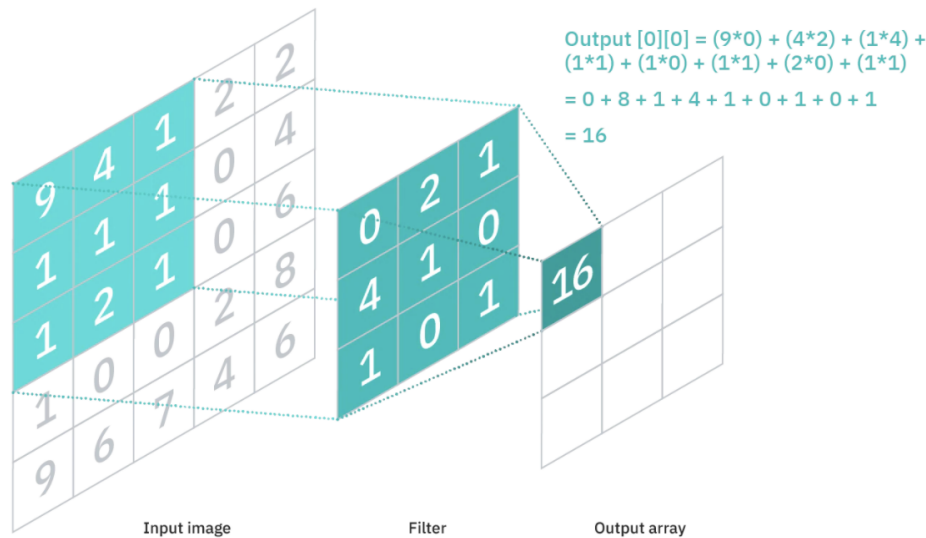 Output [0][0] = (9*0) + (4*2) + (1*4) +
(1*1) + (1*0) + (1*1) + (2*0) + (1*1)
= 0 + 8 + 1 + 4 + 1 + 0 + 1 + 0 + 1
= 16
9 4 1 2 2
1 1 1 0 4
1 2 1 0 6
1 0 0 2 8
9 6 7 4 6
0 2 1
4 1 0
1 0 1
16
Input image
Filter
Output array